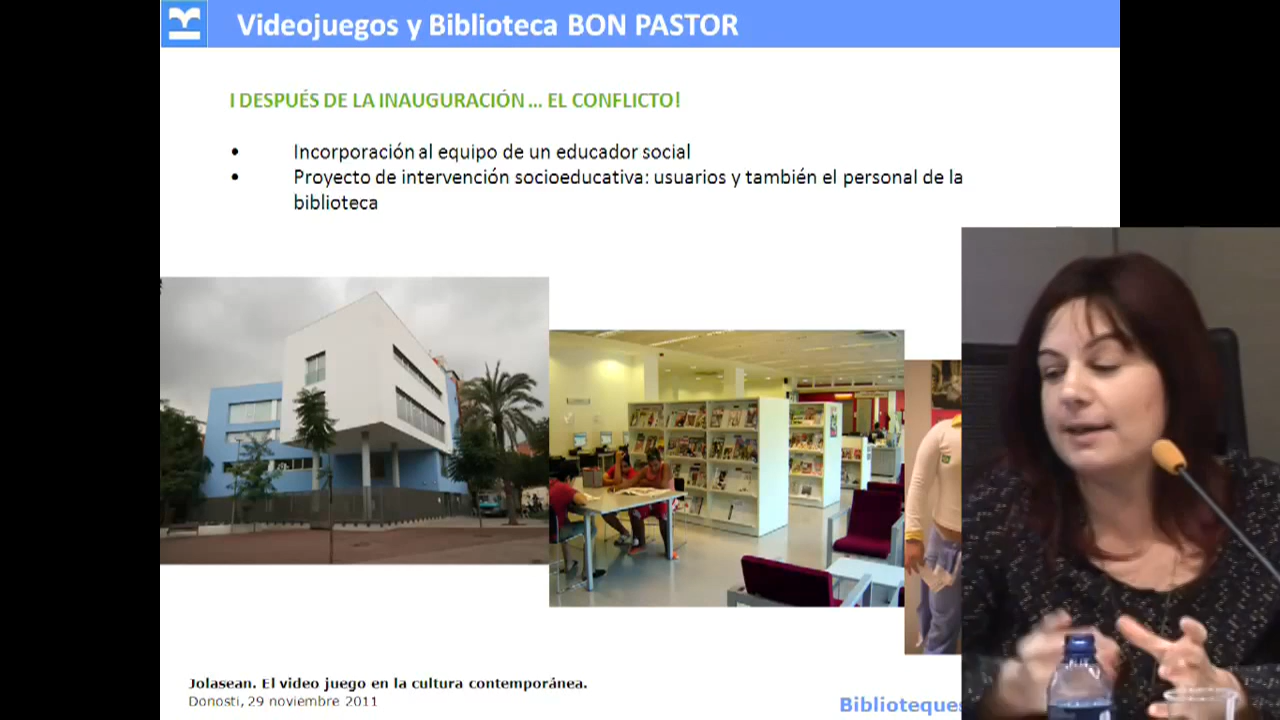 Videojuegos y Biblioteca BON PASTOR
I DESPUÉS DE LA INAUGURACIÓN ... EL CONFLICTO!
• Incorporación al equipo de un educador social
• Proyecto de intervención socioeducativa: usuarios y también el personal de la
biblioteca
Jolasean. El video juego en la cultura contemporánea.
Donosti, 29 noviembre 2011
Biblioteques